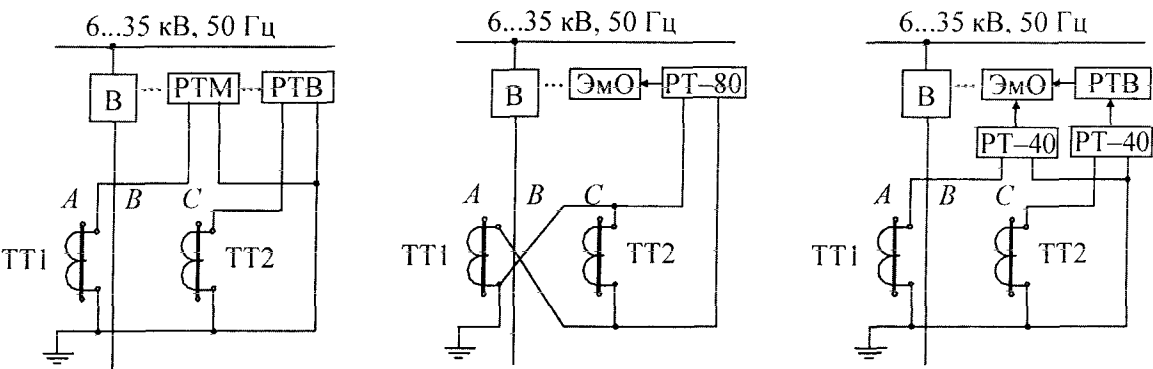 6...35 кВ, 50 Гц
6...35 кВ, 50 Гц
6...35 кВ, 50 Гц
В
РТМ
РТВ
В
ЭмО
РТ–80
В
ЭмО
РТВ
РТ–40
РТ–40
A
B
C
A
B
C
A
B
C
ТТ1
ТТ2
ТТ1
ТТ2
ТТ1
ТТ2